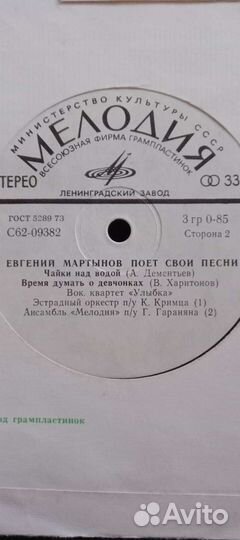 МИНИСТЕРСТВО КУЛЬТУРЫ СССР
МЕЛОДИЯ
ВСЕСОЮЗНАЯ ФИРМА ГРАМПЛАСТИНОК
ТЕРЕО
33
ЛЕНИНГРАДСКИЙ ЗАВОД
ГОСТ 5289 73
3 гр 0-85
С62-09382
Сторона 2
ЕВГЕНИЙ МАРТЫНОВ ПОЕТ СВОИ ПЕСНИ
Чайки над водой (А. Дементьев)
Время думать о девчонках (В. Харитонов)
Вок. квартет «Улыбка»
Эстрадный оркестр п/у К. Кримца (1)
Ансамбль «Мелодия» п/у Г. Гараняна (2)
од грампластинок
Avito